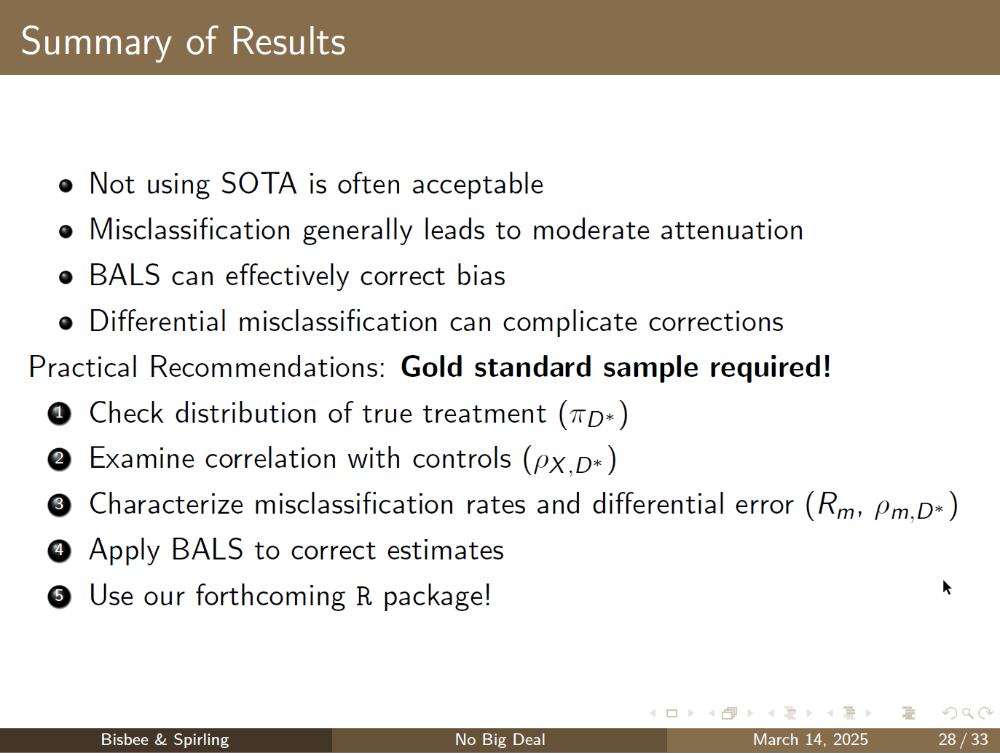 Summary of Results
Not using SOTA is often acceptable
Misclassification generally leads to moderate attenuation
BALS can effectively correct bias
Differential misclassification can complicate corrections
Practical Recommendations: Gold standard sample required!
1 Check distribution of true treatment (π_D*)
2 Examine correlation with controls (ρ_X,D*)
3 Characterize misclassification rates and differential error (R_m, ρ_m,D*)
4 Apply BALS to correct estimates
5 Use our forthcoming R package!
Bisbee & Spirling No Big Deal March 14, 2025 28 / 33